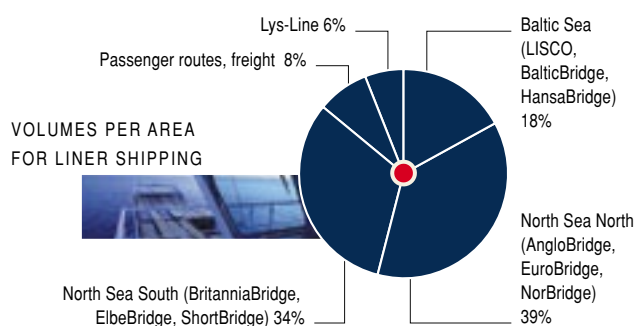 Lys-Line 6%
Passenger routes, freight 8%
Baltic Sea
(LISCO,
BalticBridge,
HansaBridge)
18%
VOLUMES PER AREA
FOR LINER SHIPPING
North Sea North
(AngloBridge,
EuroBridge,
NorBridge)
39%
North Sea South (BritanniaBridge,
ElbeBridge, ShortBridge) 34%